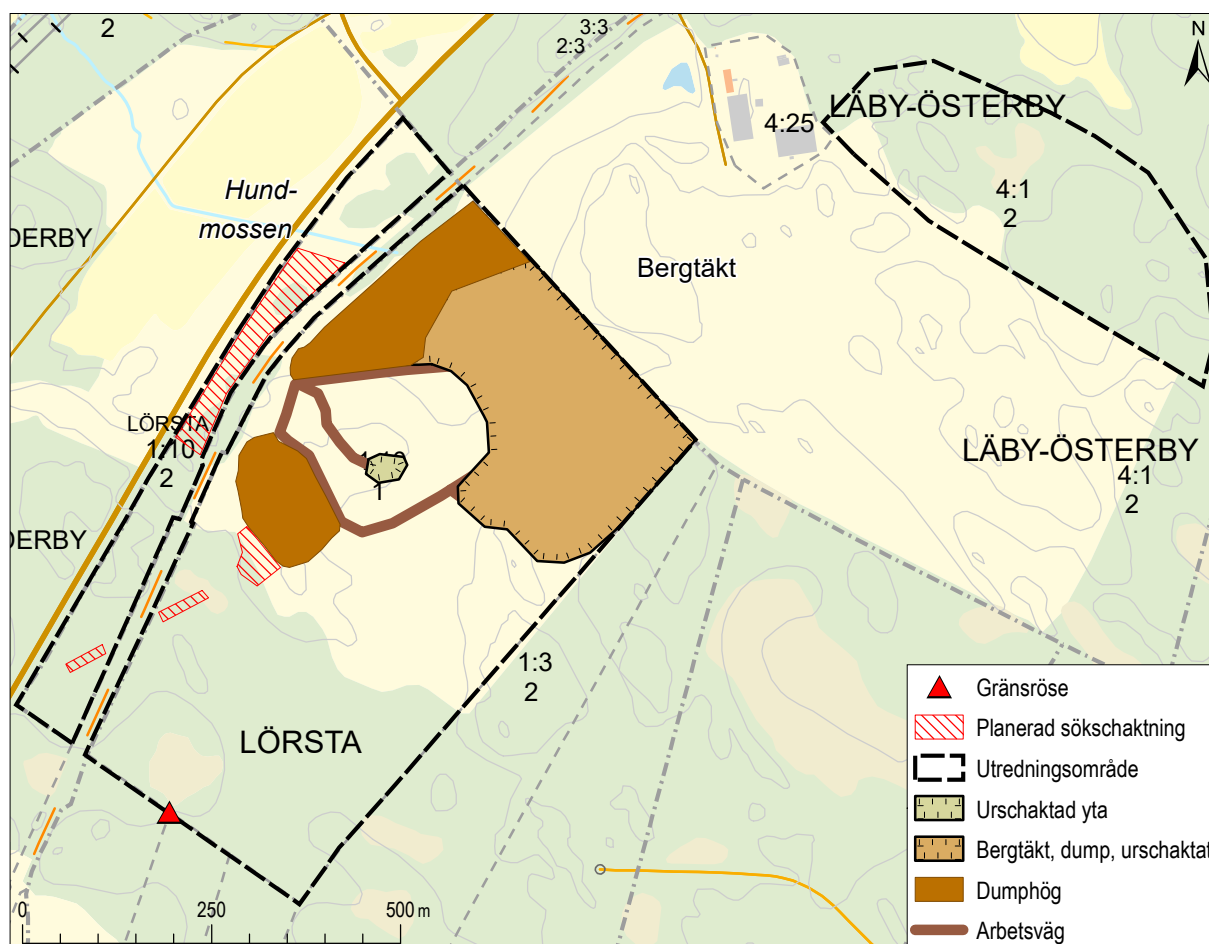 2
3:3
2:3
N
LÄBY-ÖSTERBY
4:25
4:1
2
Hund-
mossen
DERBY
Bergtäkt
LÖRSTA
1:10
2
1
LÄBY-ÖSTERBY
4:1
2
DERBY
1:3
2
LÖRSTA
Gränsröse
Planerad sökschaktning
Utredningsområde
Urschaktad yta
Bergtäkt, dump, urschaktat
Dumphög
Arbetsväg
0 250 500 m